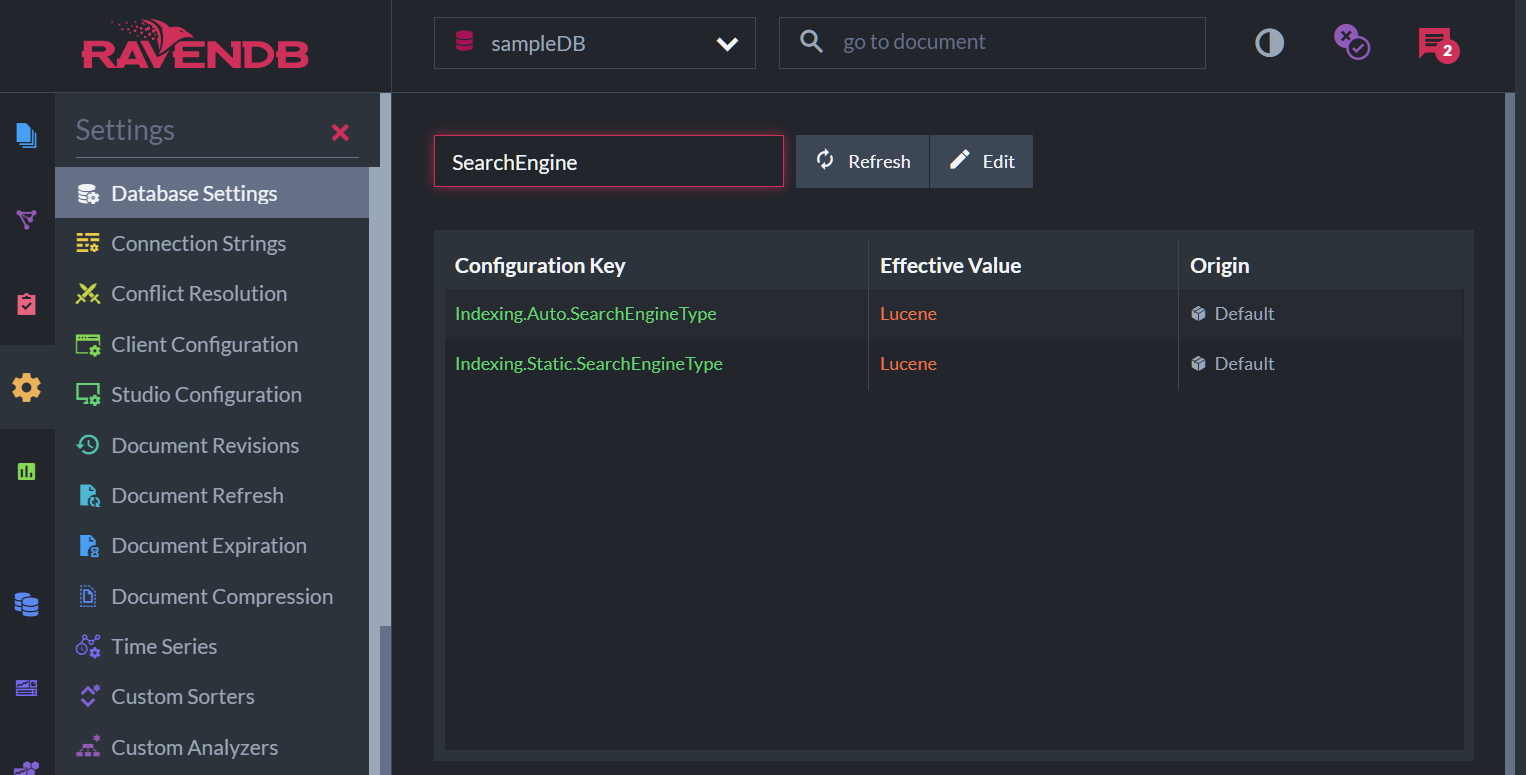 RAVENDB
sampleDB
go to document
2
Settings
Database Settings
Connection Strings
Conflict Resolution
Client Configuration
Studio Configuration
Document Revisions
Document Refresh
Document Expiration
Document Compression
Time Series
Custom Sorters
Custom Analyzers
SearchEngine
Refresh
Edit
Configuration Key Effective Value Origin
Indexing.Auto.SearchEngineType Lucene Default
Indexing.Static.SearchEngineType Lucene Default